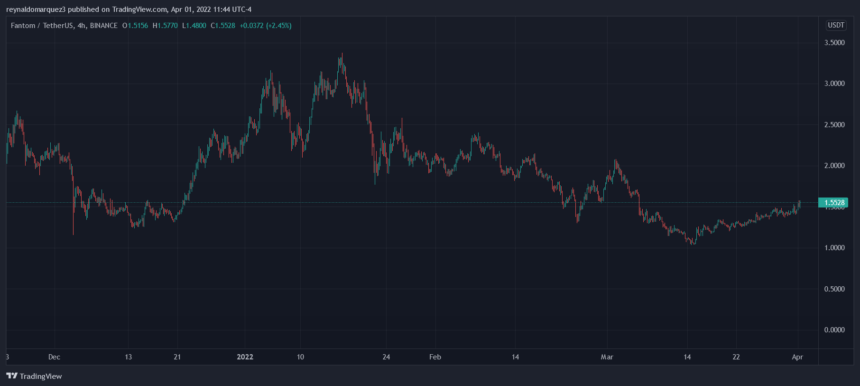 reynaldomarquez3 published on TradingView.com, Apr 01, 2022 11:44 UTC-4
Fantom / TetherUS, 4h, BINANCE O1.5156 H1.5770 L1.4800 C1.5528 +0.0372 (+2.45%)
USDT
3.5000
3.0000
2.5000
2.0000
1.5528
1.0000
0.5000
0.0000
3 Dec 13 21 2022 10 24 Feb 14 Mar 14 22 Apr
TradingView